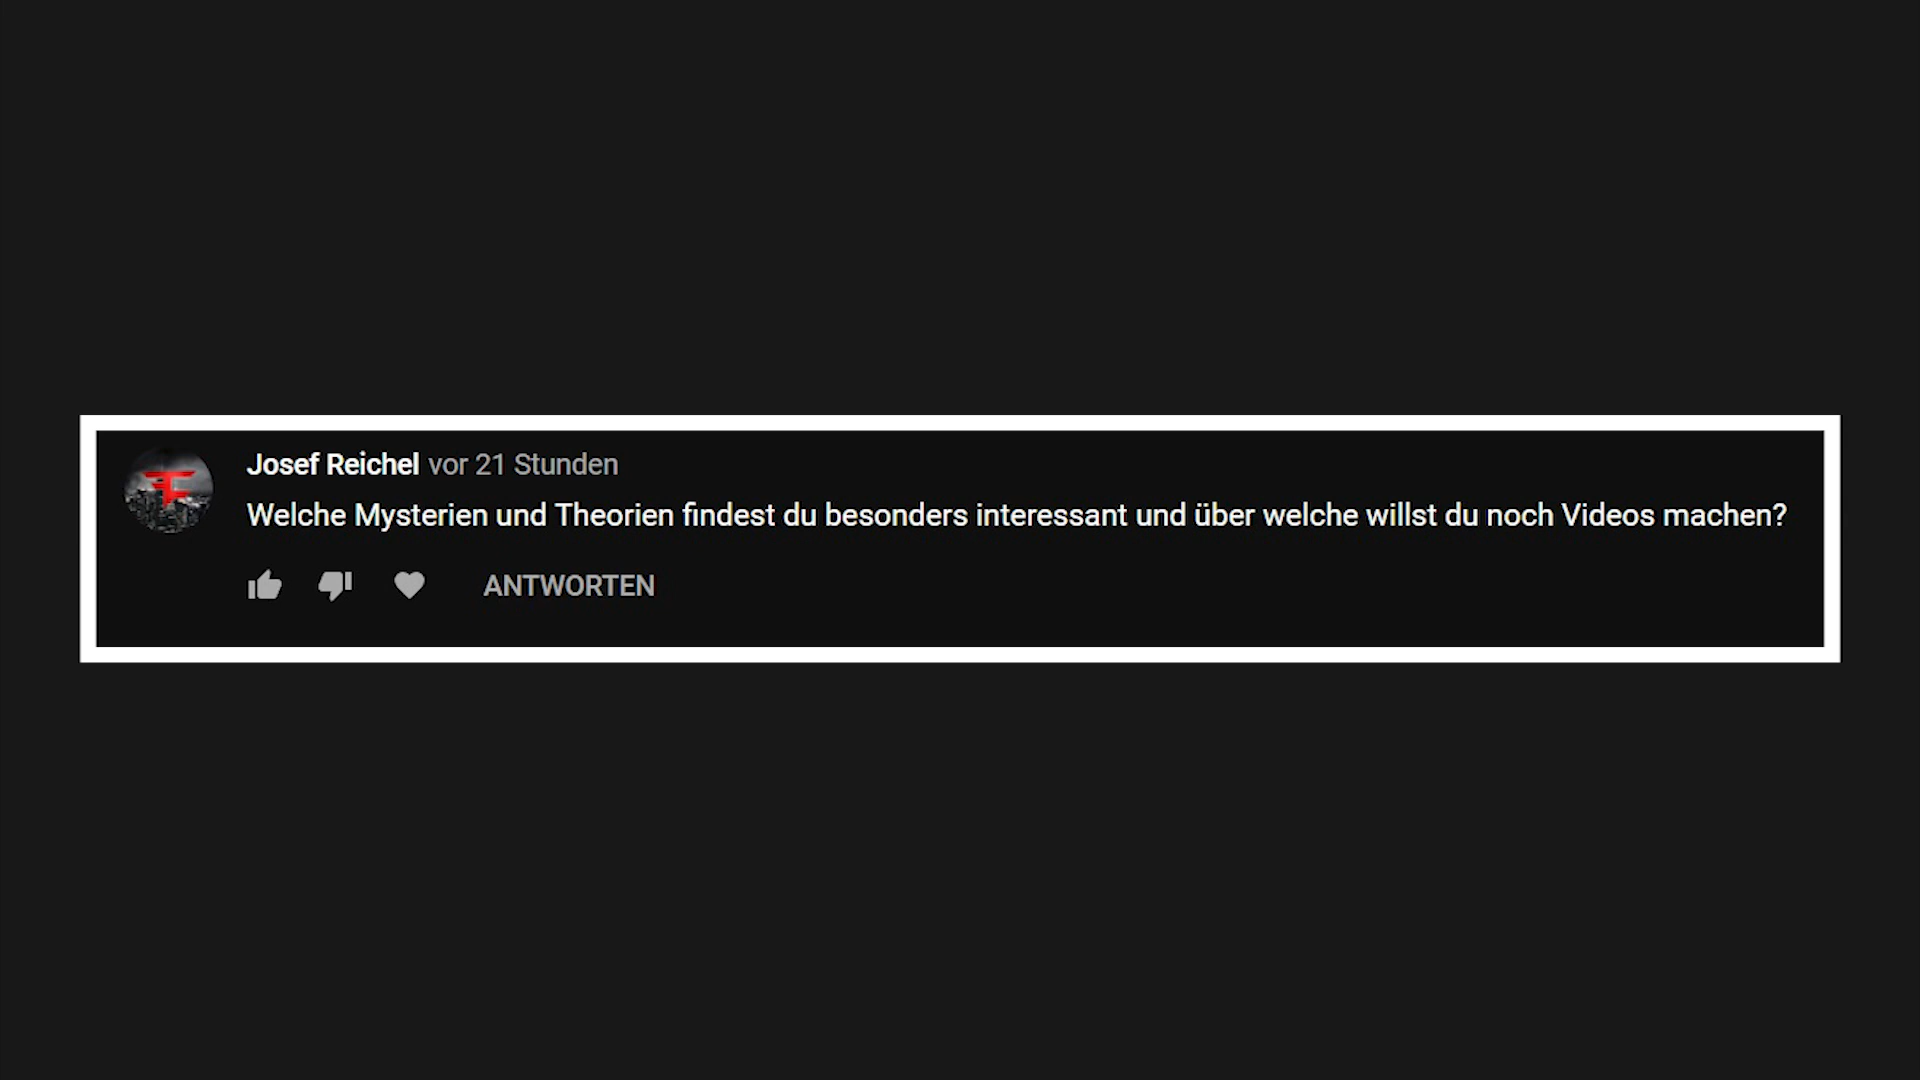 Josef Reichel vor 21 Stunden
Welche Mysterien und Theorien findest du besonders interessant und über welche willst du noch Videos machen?
ANTWORTEN